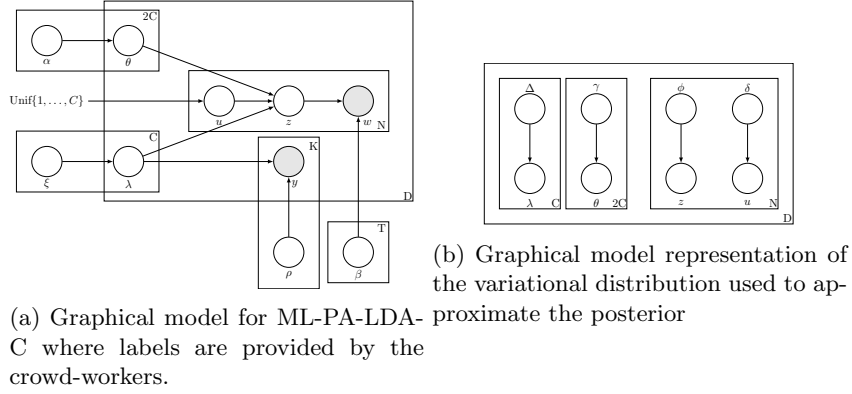 2C
α
θ
Unif{1, . . . , C}
u
z
w
N
C
ξ
λ
K
y
D
T
ρ
β
(a) Graphical model for ML-PA-LDA-
C where labels are provided by the
crowd-workers.
Δ
γ
ϕ
δ
λ
C
θ
2C
z
u
N
D
(b) Graphical model representation of
the variational distribution used to ap-
proximate the posterior